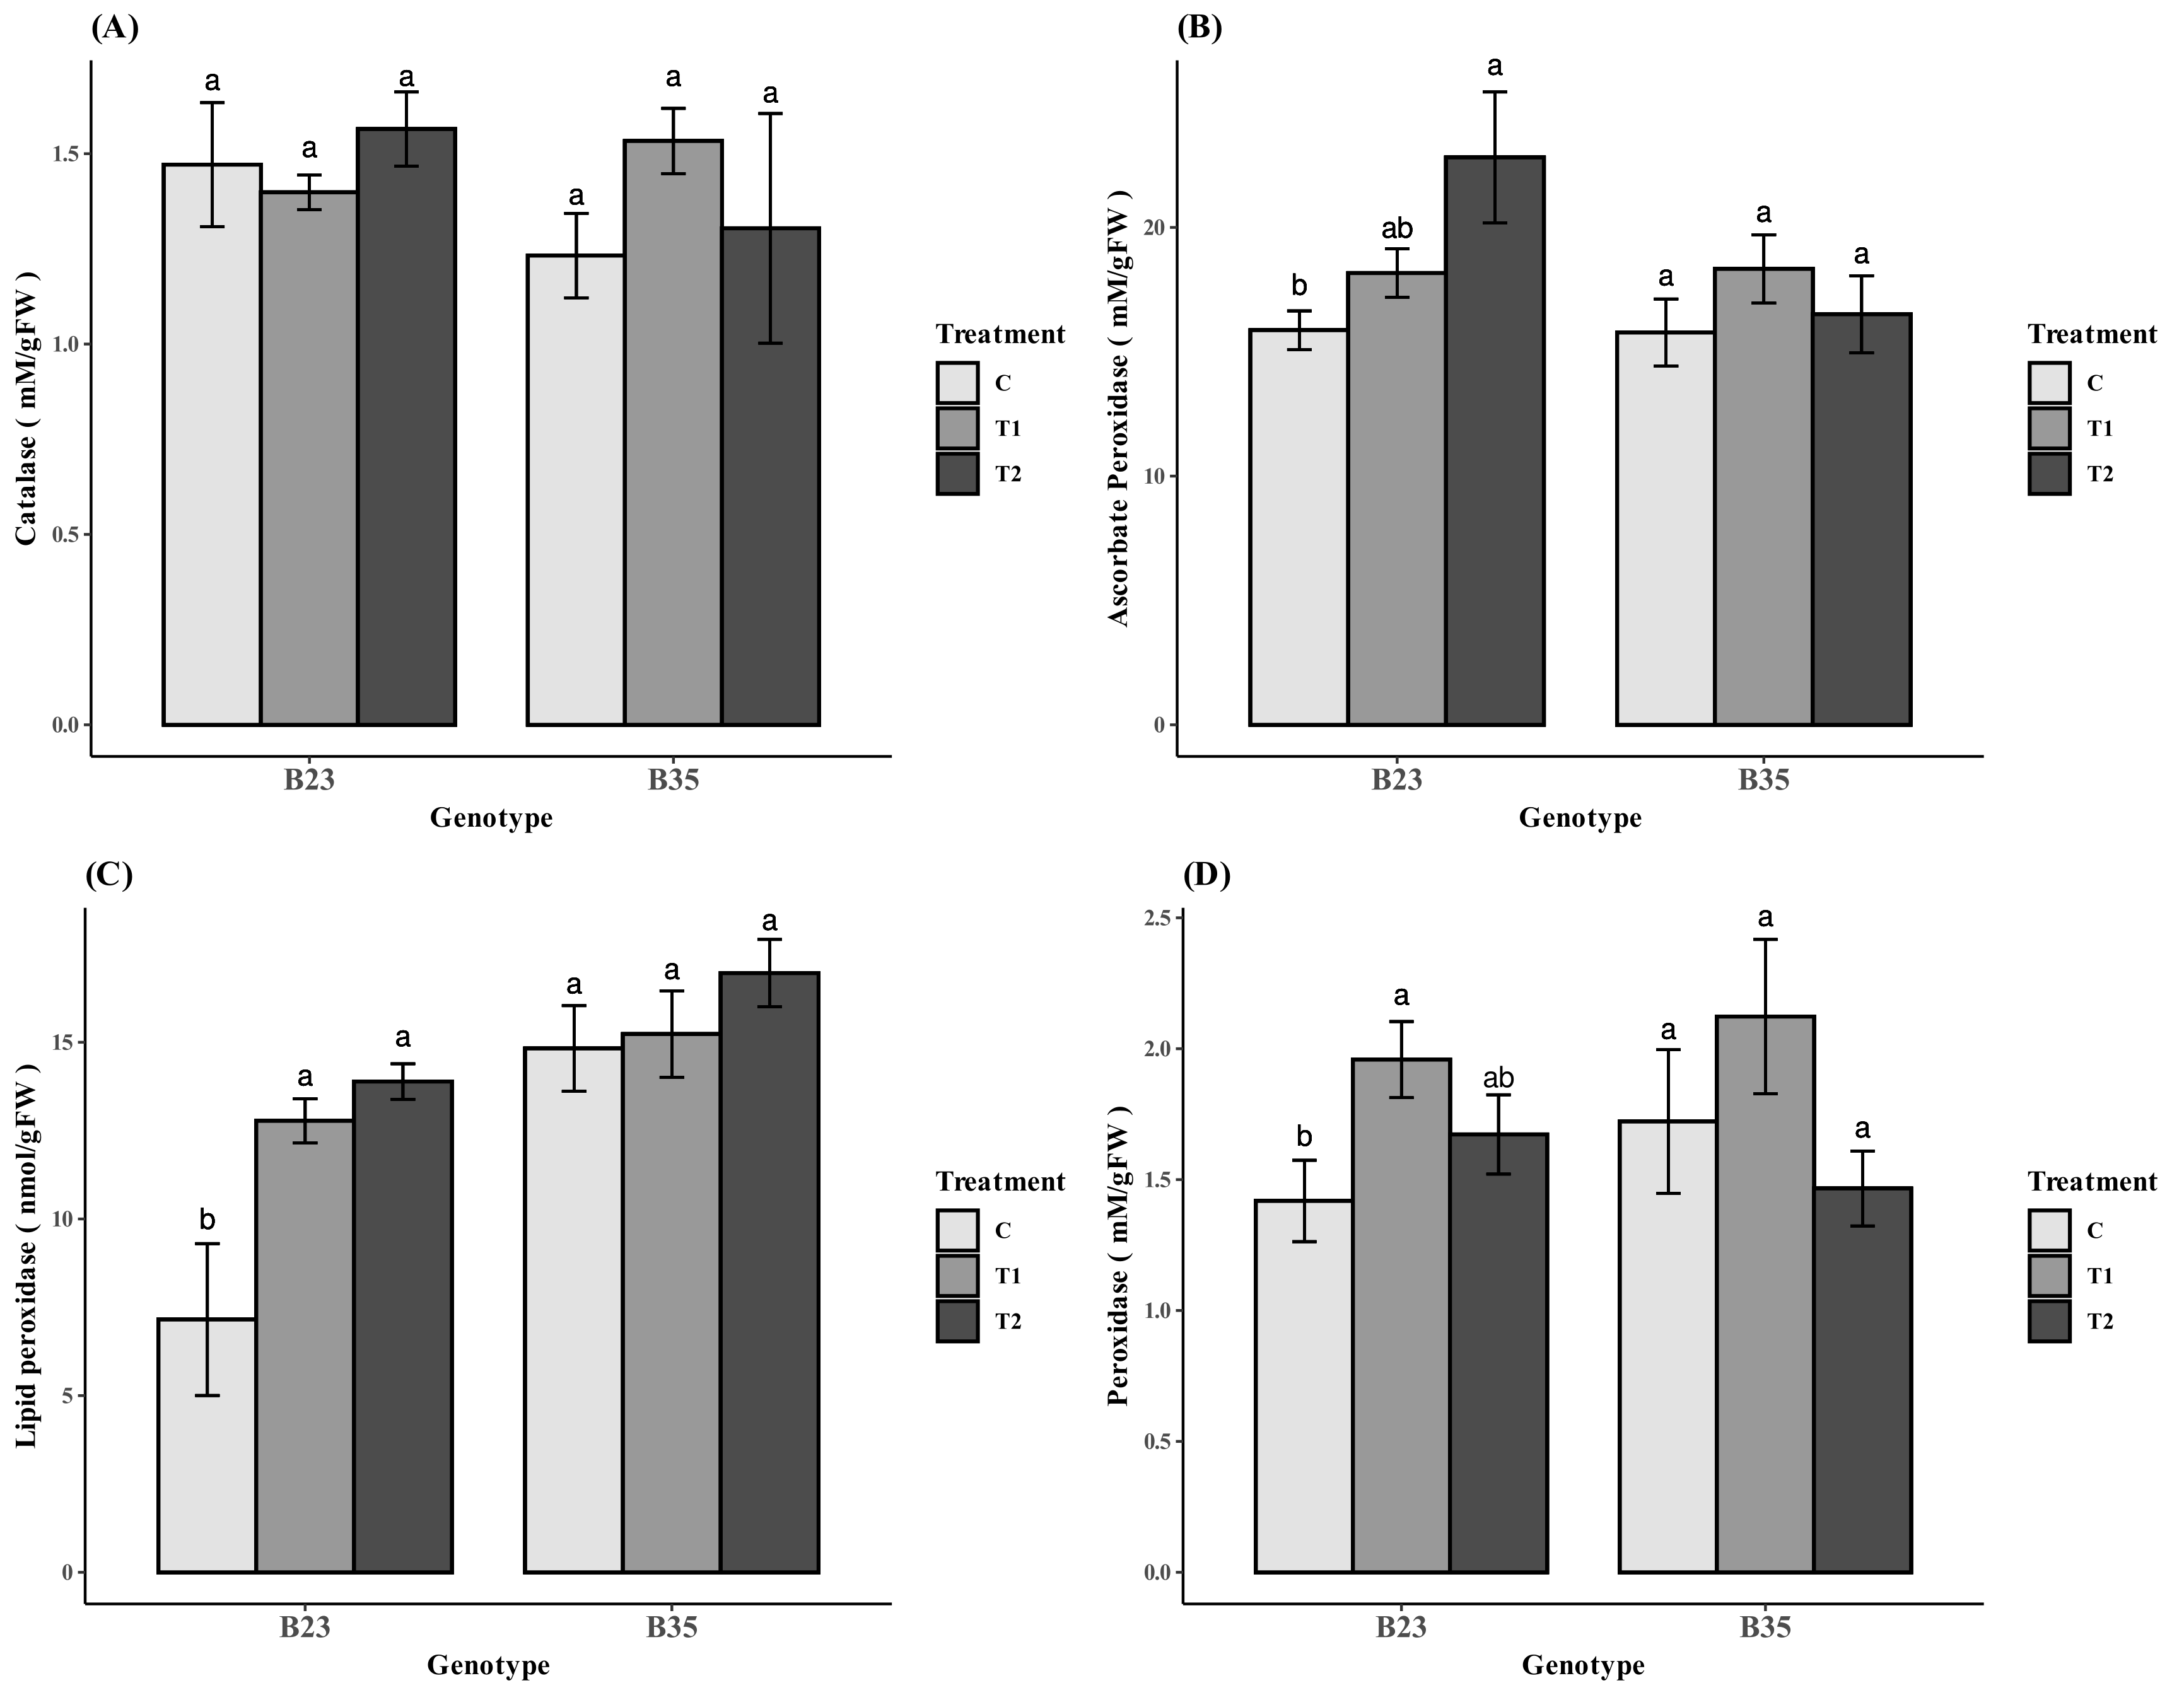 (A)
a
a
a
a
a
a
Catalase ( mM/gFW )
1.5
1.0
0.5
0.0
B23
B35
Genotype
Treatment
C
T1
T2
(B)
b
ab
a
a
a
a
Ascorbate Peroxidase ( mM/gFW )
20
10
0
B23
B35
Genotype
Treatment
C
T1
T2
(C)
b
a
a
a
a
a
Lipid peroxidase ( nmol/gFW )
15
10
5
0
B23
B35
Genotype
Treatment
C
T1
T2
(D)
b
a
ab
a
a
a
Peroxidase ( mM/gFW )
2.5
2.0
1.5
1.0
0.5
0.0
B23
B35
Genotype
Treatment
C
T1
T2